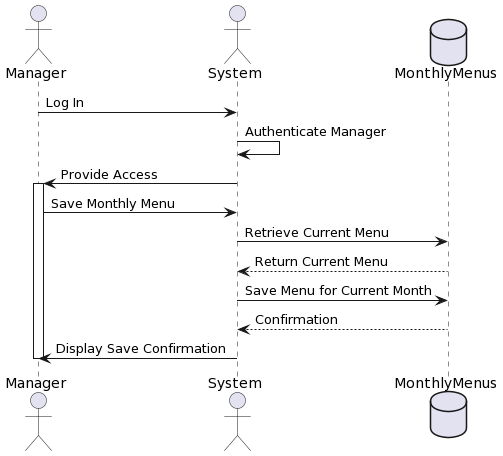 Manager System MonthlyMenus
Log In
Authenticate Manager
Provide Access
Save Monthly Menu
Retrieve Current Menu
Return Current Menu
Save Menu for Current Month
Confirmation
Display Save Confirmation
Manager System MonthlyMenus